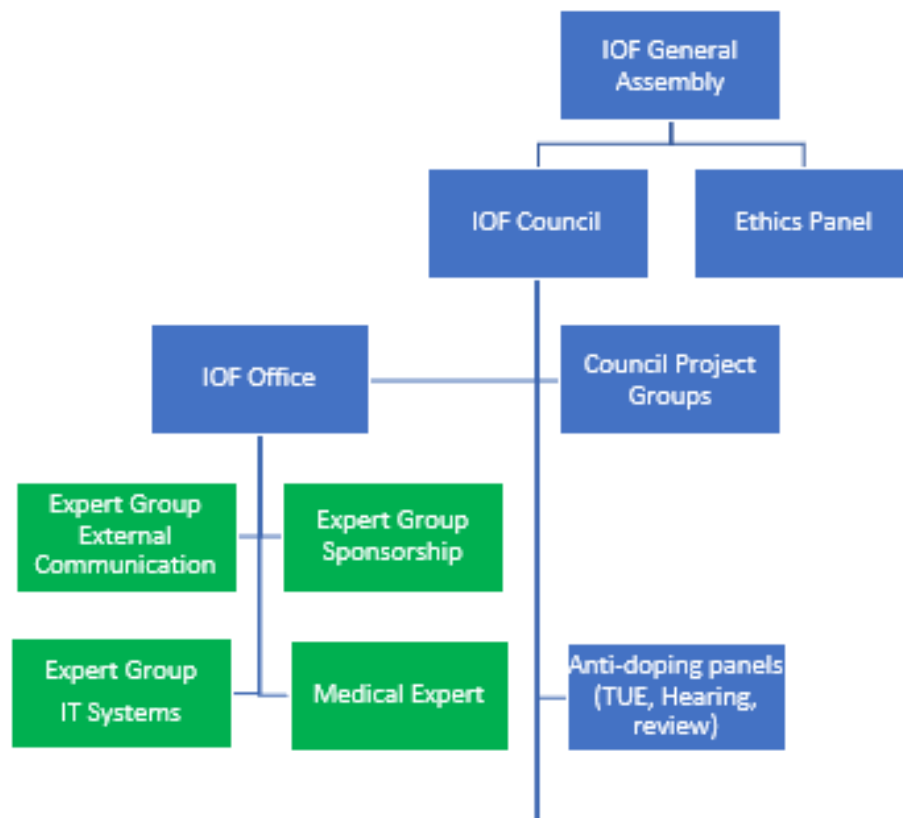 IOF General
Assembly
IOF Council
Ethics Panel
IOF Office
Council Project
Groups
Expert Group
External
Communication
Expert Group
Sponsorship
Expert Group
IT Systems
Medical Expert
Anti-doping panels
(TUE, Hearing,
review)